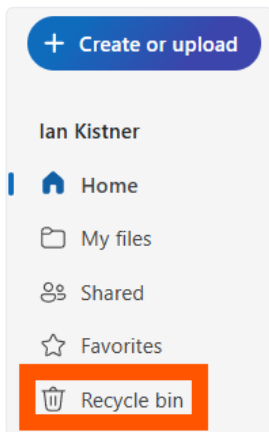 + Create or upload
Ian Kistner
Home
My files
Shared
Favorites
Recycle bin